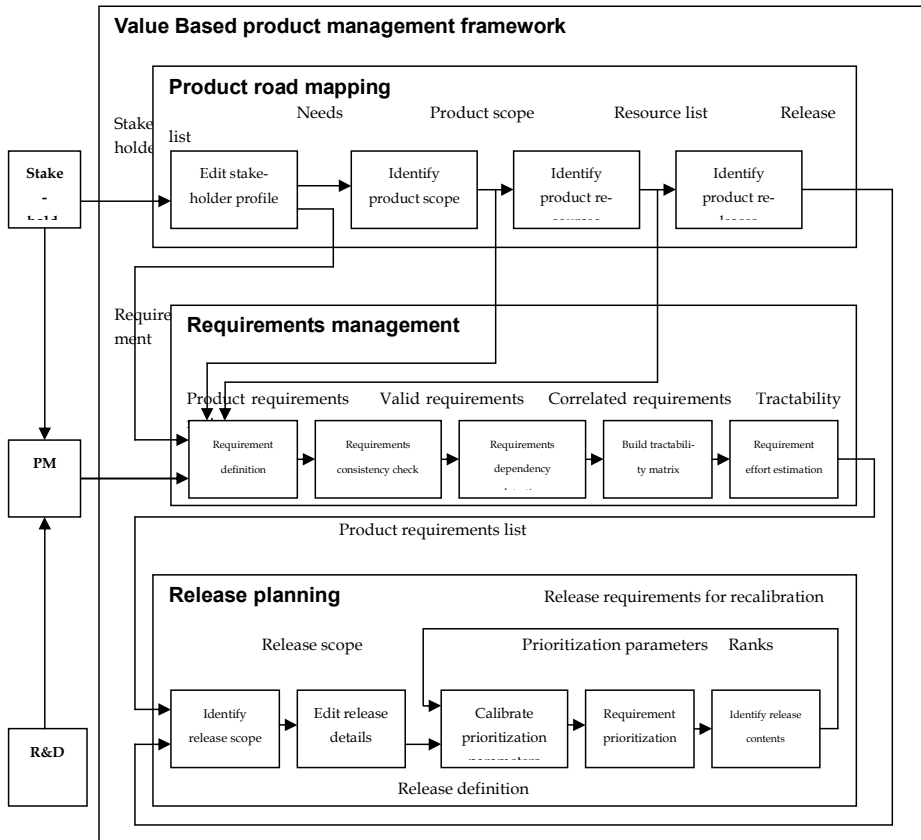 Value Based product management framework
Product road mapping
Needs
Product scope
Resource list
Release
Stake
holde
list
Stake
-
Edit stake-
holder profile
Identify
product scope
Identify
product re-
Identify
product re-
Require
ment
Requirements management
Product requirements
Valid requirements
Correlated requirements
Tractability
PM
Requirement
definition
Requirements
consistency check
Requirements
dependency
Build tractabili-
ty matrix
Requirement
effort estimation
Product requirements list
Release planning
Release requirements for recalibration
Release scope
Prioritization parameters
Ranks
R&D
Identify
release scope
Edit release
details
Calibrate
prioritization
Requirement
prioritization
Identify release
contents
Release definition